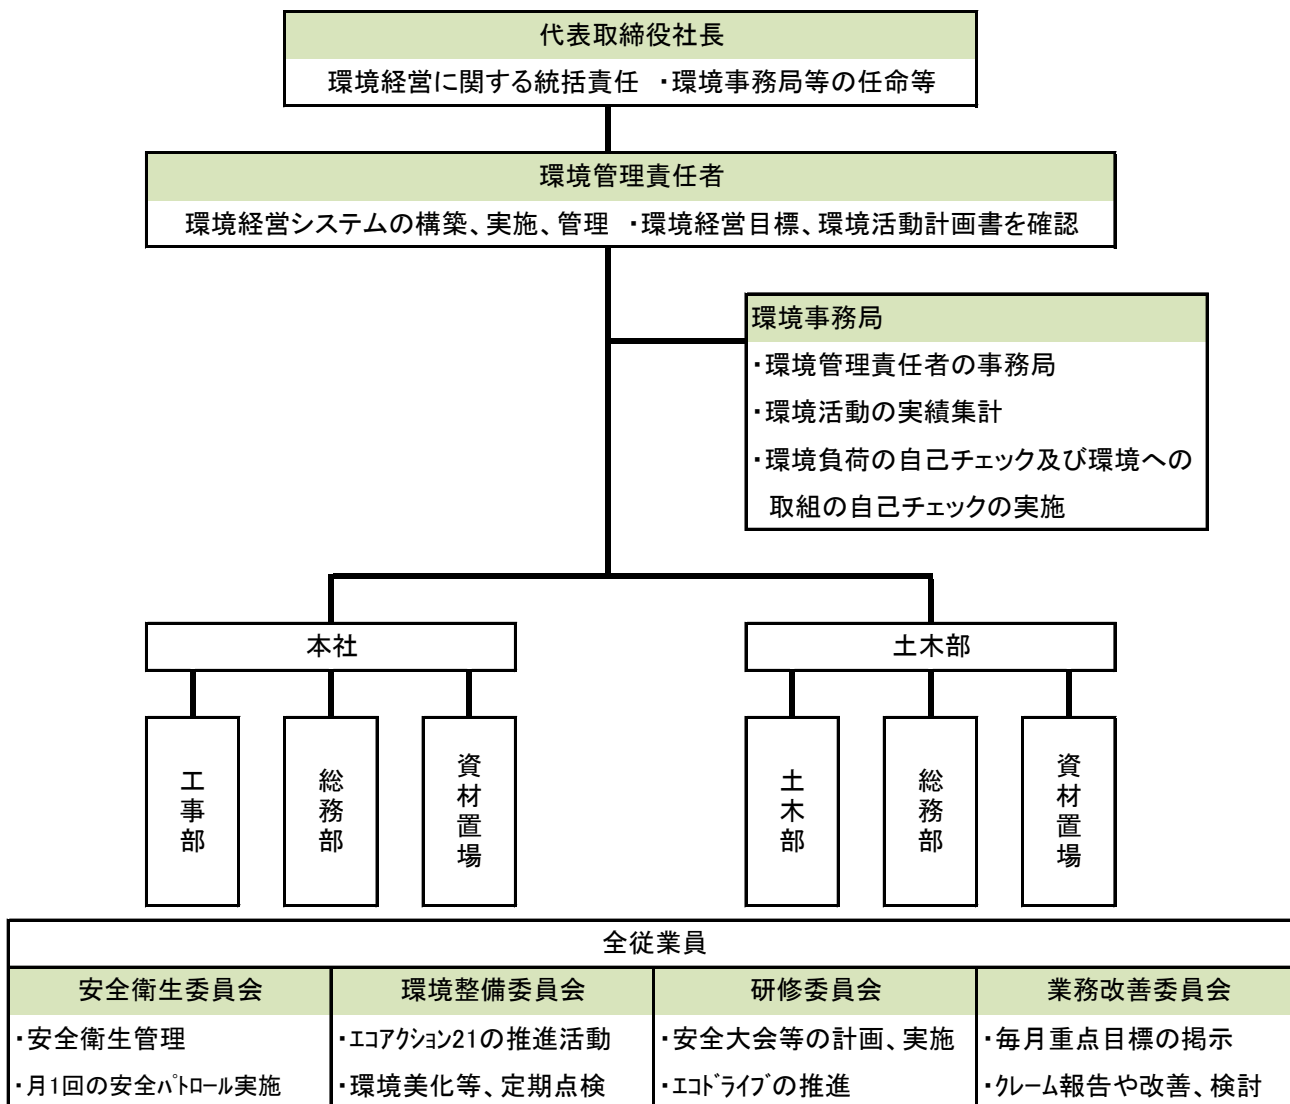 代表取締役社長
環境経営に関する統括責任　・環境事務局等の任命等
環境管理責任者
環境経営システムの構築、実施、管理　・環境経営目標、環境活動計画書を確認
環境事務局
・環境管理責任者の事務局
・環境活動の実績集計
・環境負荷の自己チェック及び環境への
取組の自己チェックの実施
本社
土木部
工事部
総務部
資材置場
土木部
総務部
資材置場
全従業員
安全衛生委員会
環境整備委員会
研修委員会
業務改善委員会
・安全衛生管理
・ｴｺｱｸｼｮﾝ21の推進活動
・安全大会等の計画、実施
・毎月重点目標の掲示
・月1回の安全ﾊﾟﾄﾛｰﾙ実施
・環境美化等、定期点検
・ｴｺﾄﾞﾗｲﾌﾞの推進
・ｸﾚｰﾑ報告や改善、検討